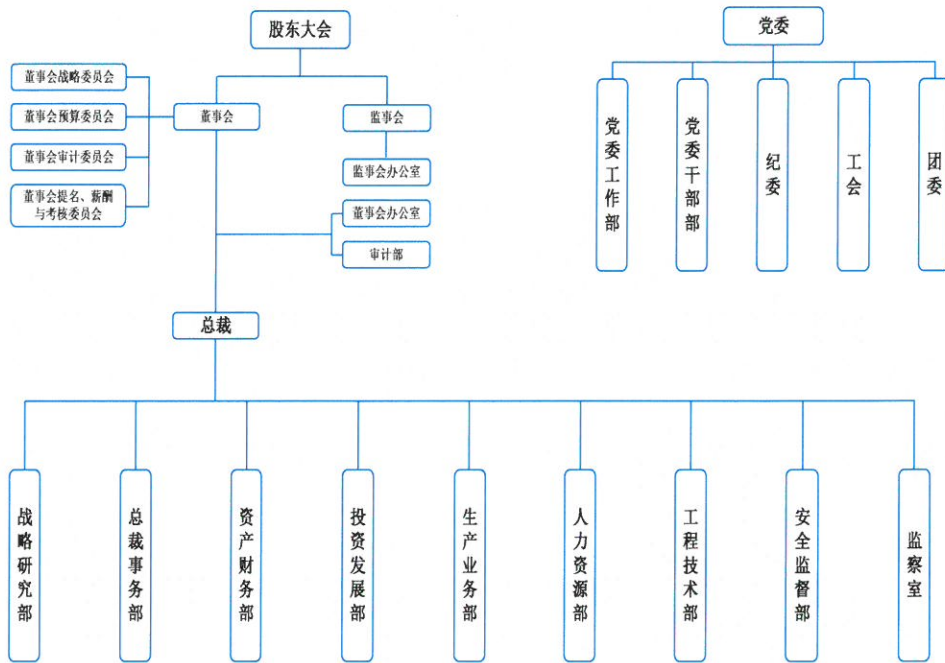 股东大会
党委
董事会战略委员会
董事会预算委员会
董事会审计委员会
董事会提名、薪酬
与考核委员会
董事会
监事会
监事会办公室
董事会办公室
审计部
党委工作部
党委干部部
纪委
工会
团委
总裁
战略研究部
总裁事务部
资产财务部
投资发展部
生产业务部
人力资源部
工程技术部
安全监督部
监察室